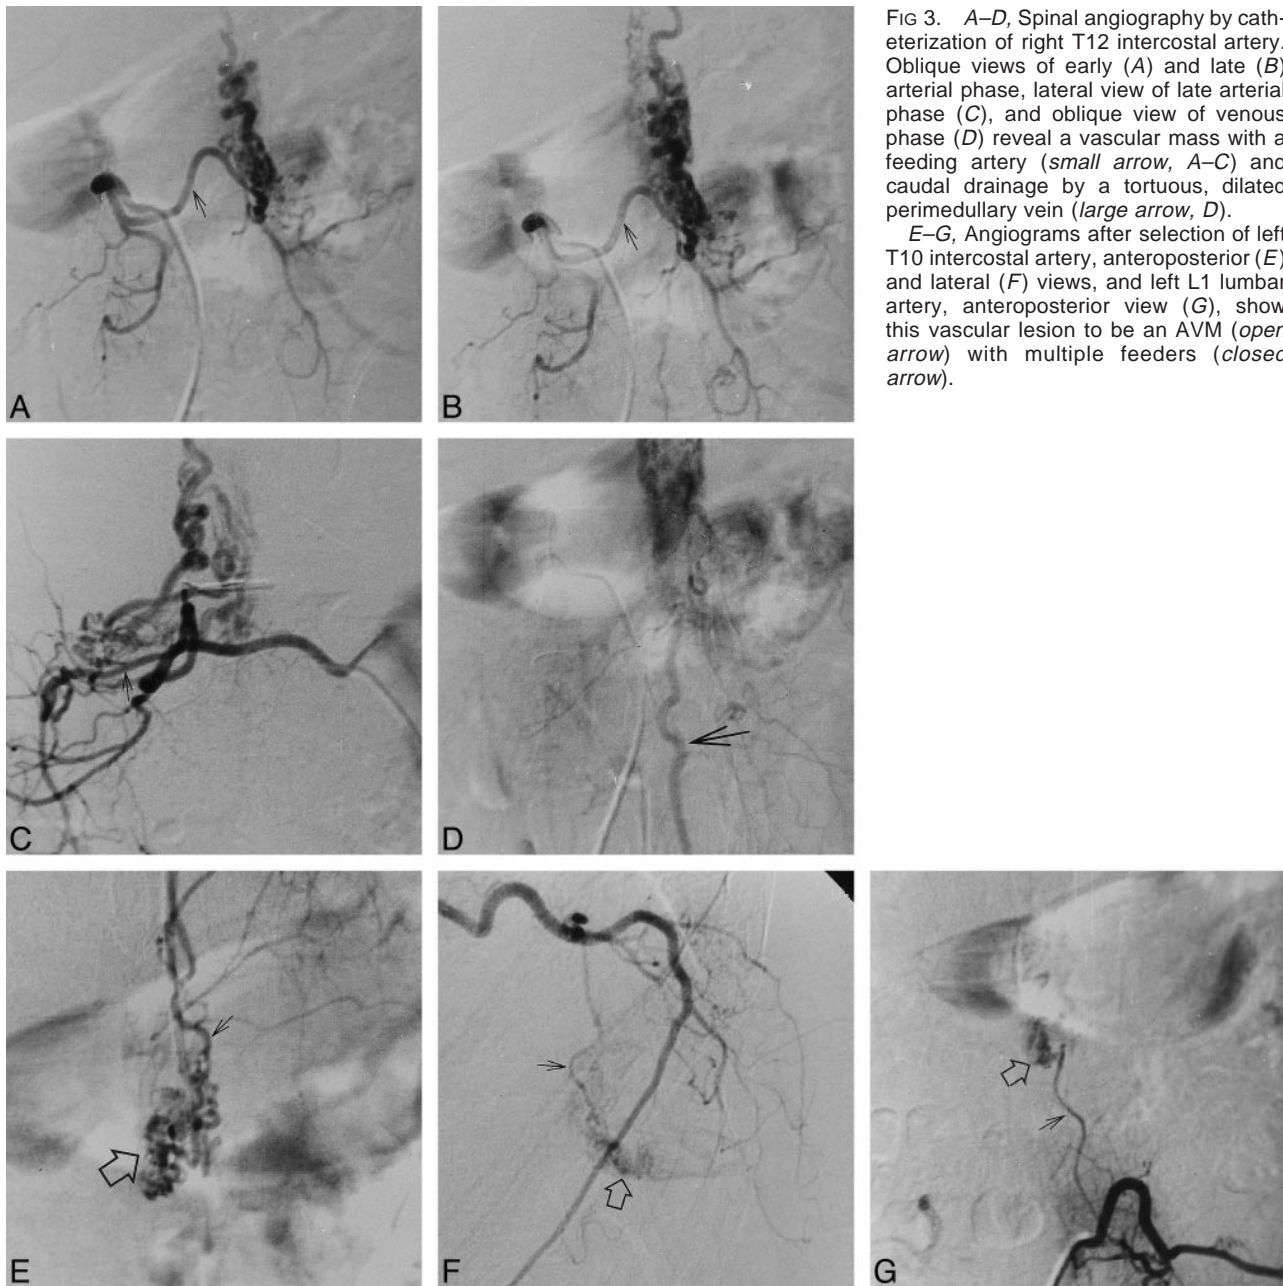 FIG 3. A–D, Spinal angiography by cath-
eterization of right T12 intercostal artery.
Oblique views of early (A) and late (B)
arterial phase, lateral view of late arterial
phase (C), and oblique view of venous
phase (D) reveal a vascular mass with a
feeding artery (small arrow, A–C) and
caudal drainage by a tortuous, dilated
perimedullary vein (large arrow, D).
E–G, Angiograms after selection of left
T10 intercostal artery, anteroposterior (E)
and lateral (F) views, and left L1 lumbar
artery, anteroposterior view (G), show
this vascular lesion to be an AVM (open
arrow) with multiple feeders (closed
arrow).
A
B
C
D
E
F
G